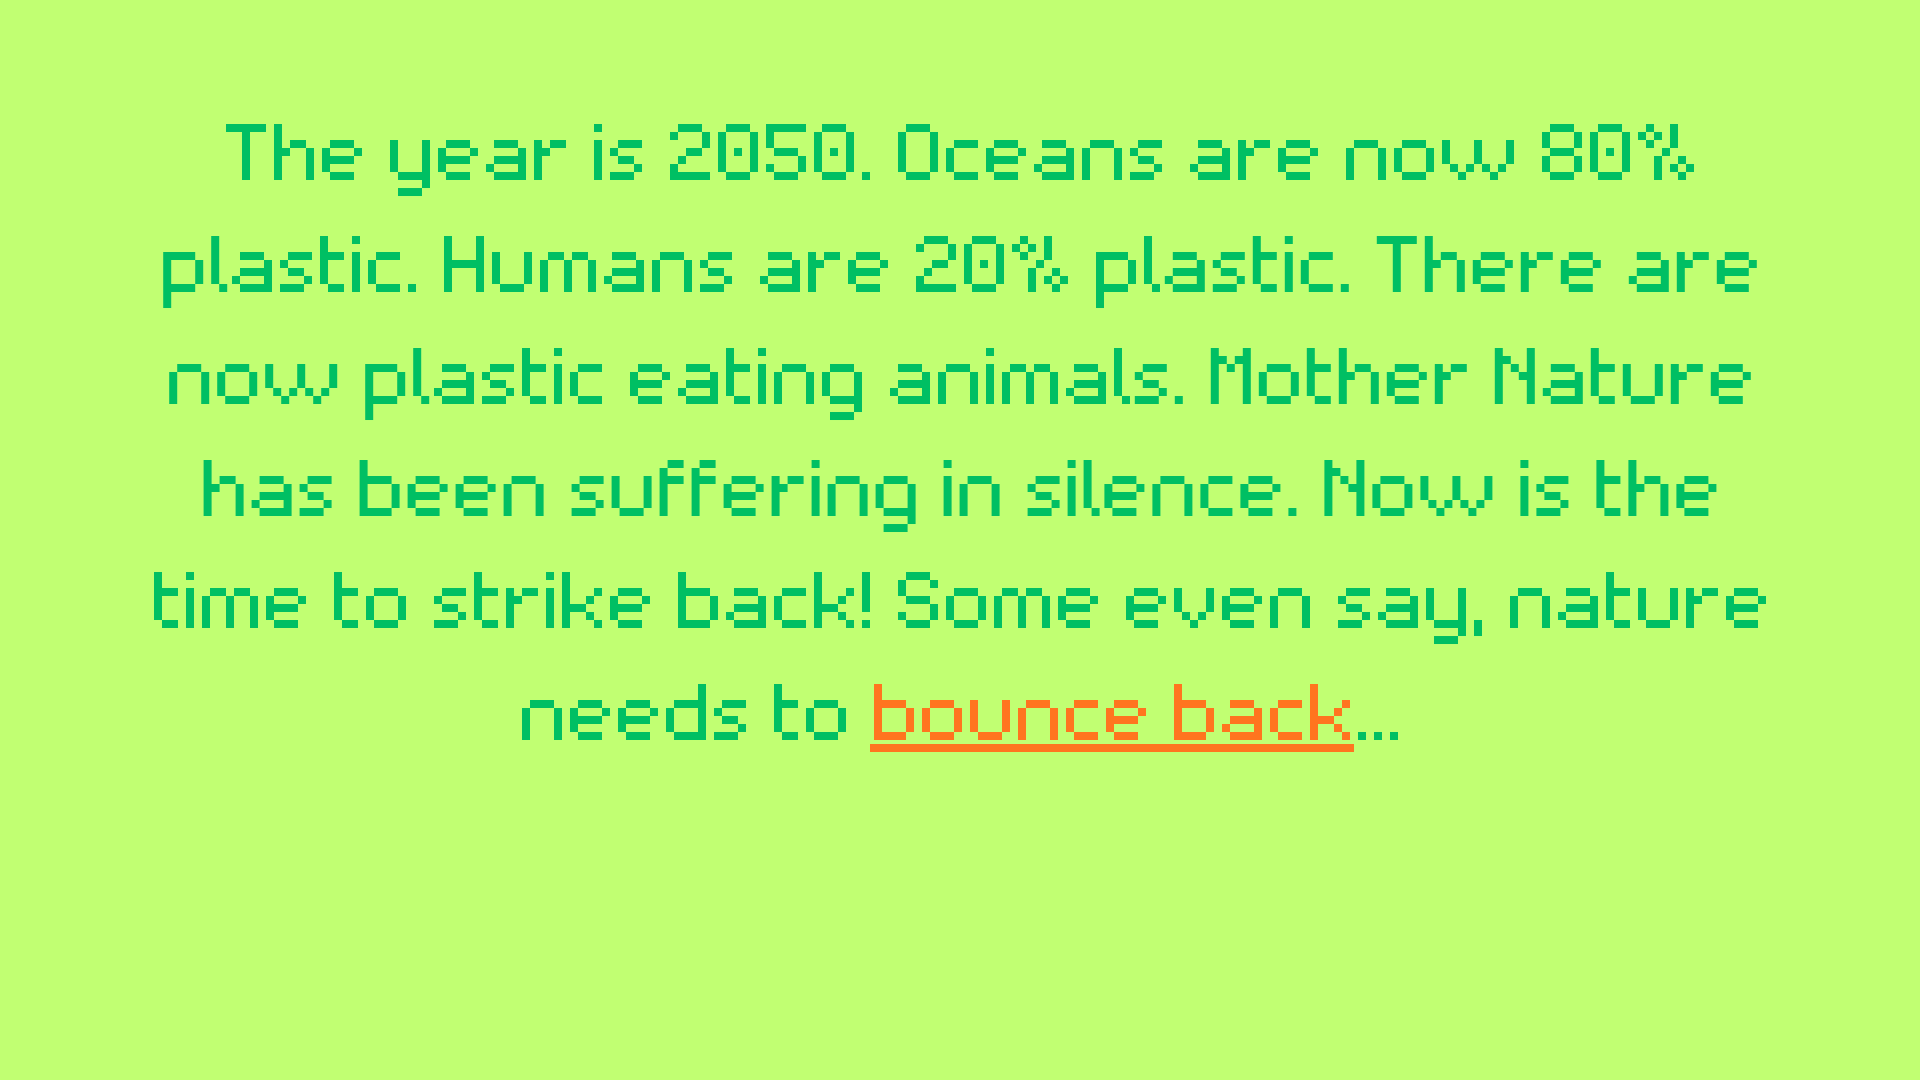 The year is 2050. Oceans are now 80%
plastic. Humans are 20% plastic. There are
now plastic eating animals. Mother Nature
has been suffering in silence. Now is the
time to strike back! Some even say, nature
needs to bounce back...